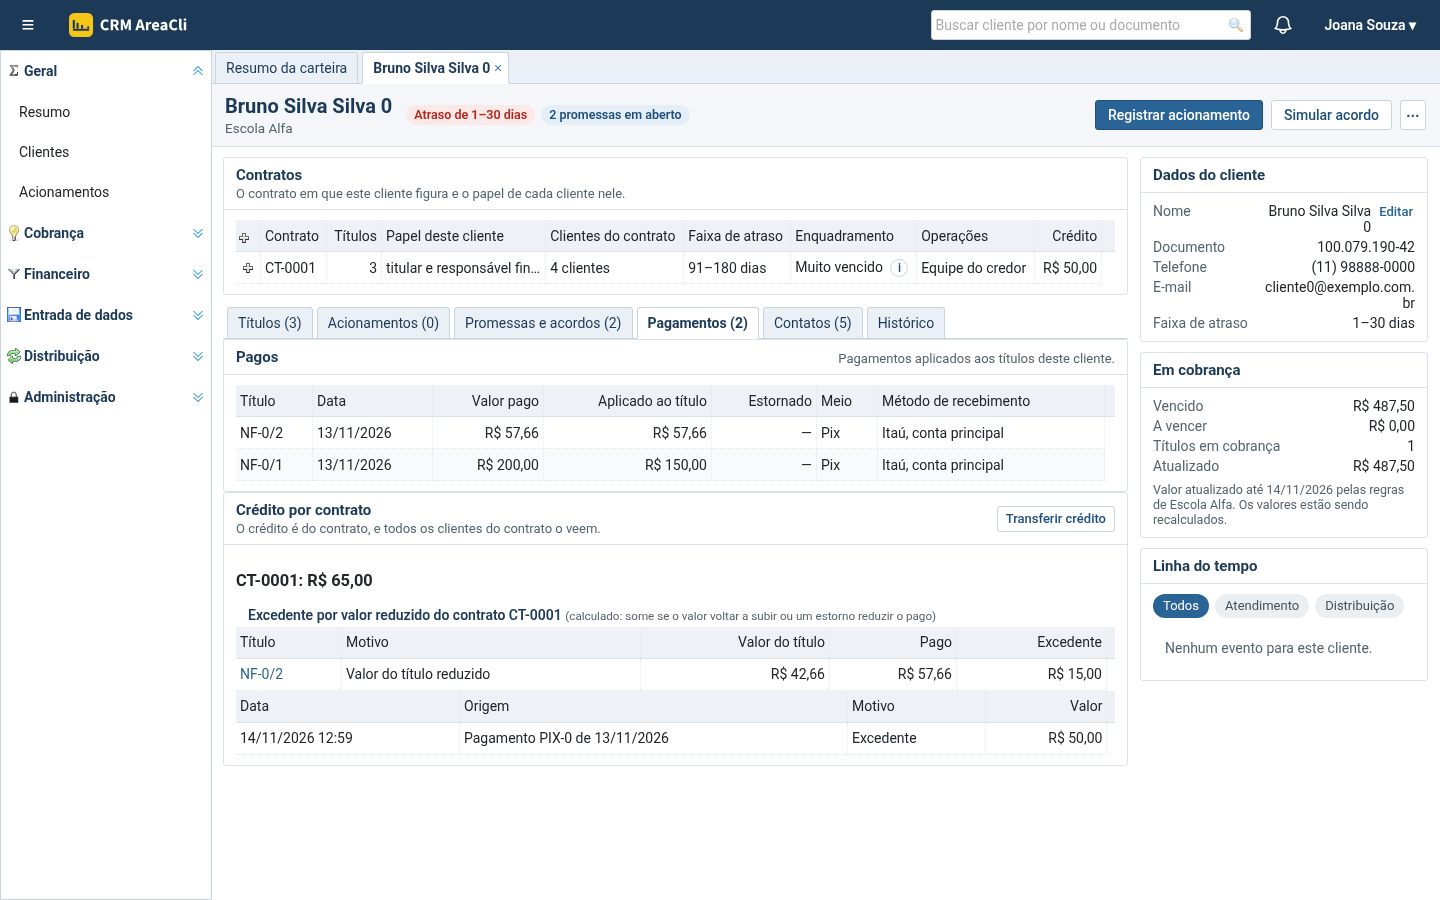 CRM AreaCli
Buscar cliente por nome ou documento
Joana Souza ▾
Σ Geral
Resumo
Clientes
Acionamentos
Cobrança
Financeiro
Entrada de dados
Distribuição
Administração
Resumo da carteira
Bruno Silva Silva 0 ×
Bruno Silva Silva 0
Atraso de 1–30 dias
2 promessas em aberto
Escola Alfa
Registrar acionamento
Simular acordo
···
Contratos
O contrato em que este cliente figura e o papel de cada cliente nele.
Contrato Títulos Papel deste cliente Clientes do contrato Faixa de atraso Enquadramento Operações Crédito
CT-0001 3 titular e responsável fin... 4 clientes 91–180 dias Muito vencido i Equipe do credor R$ 50,00
Títulos (3) Acionamentos (0) Promessas e acordos (2) Pagamentos (2) Contatos (5) Histórico
Pagos
Pagamentos aplicados aos títulos deste cliente.
Título Data Valor pago Aplicado ao título Estornado Meio Método de recebimento
NF-0/2 13/11/2026 R$ 57,66 R$ 57,66 — Pix Itaú, conta principal
NF-0/1 13/11/2026 R$ 200,00 R$ 150,00 — Pix Itaú, conta principal
Crédito por contrato
O crédito é do contrato, e todos os clientes do contrato o veem.
Transferir crédito
CT-0001: R$ 65,00
Excedente por valor reduzido do contrato CT-0001 (calculado: some se o valor voltar a subir ou um estorno reduzir o pago)
Título Motivo Valor do título Pago Excedente
NF-0/2 Valor do título reduzido R$ 42,66 R$ 57,66 R$ 15,00
Data Origem Motivo Valor
14/11/2026 12:59 Pagamento PIX-0 de 13/11/2026 Excedente R$ 50,00
Dados do cliente
Nome Bruno Silva Silva Editar
0
Documento 100.079.190-42
Telefone (11) 98888-0000
E-mail cliente0@exemplo.com.
br
Faixa de atraso 1–30 dias
Em cobrança
Vencido R$ 487,50
A vencer R$ 0,00
Títulos em cobrança 1
Atualizado R$ 487,50
Valor atualizado até 14/11/2026 pelas regras
de Escola Alfa. Os valores estão sendo
recalculados.
Linha do tempo
Todos Atendimento Distribuição
Nenhum evento para este cliente.